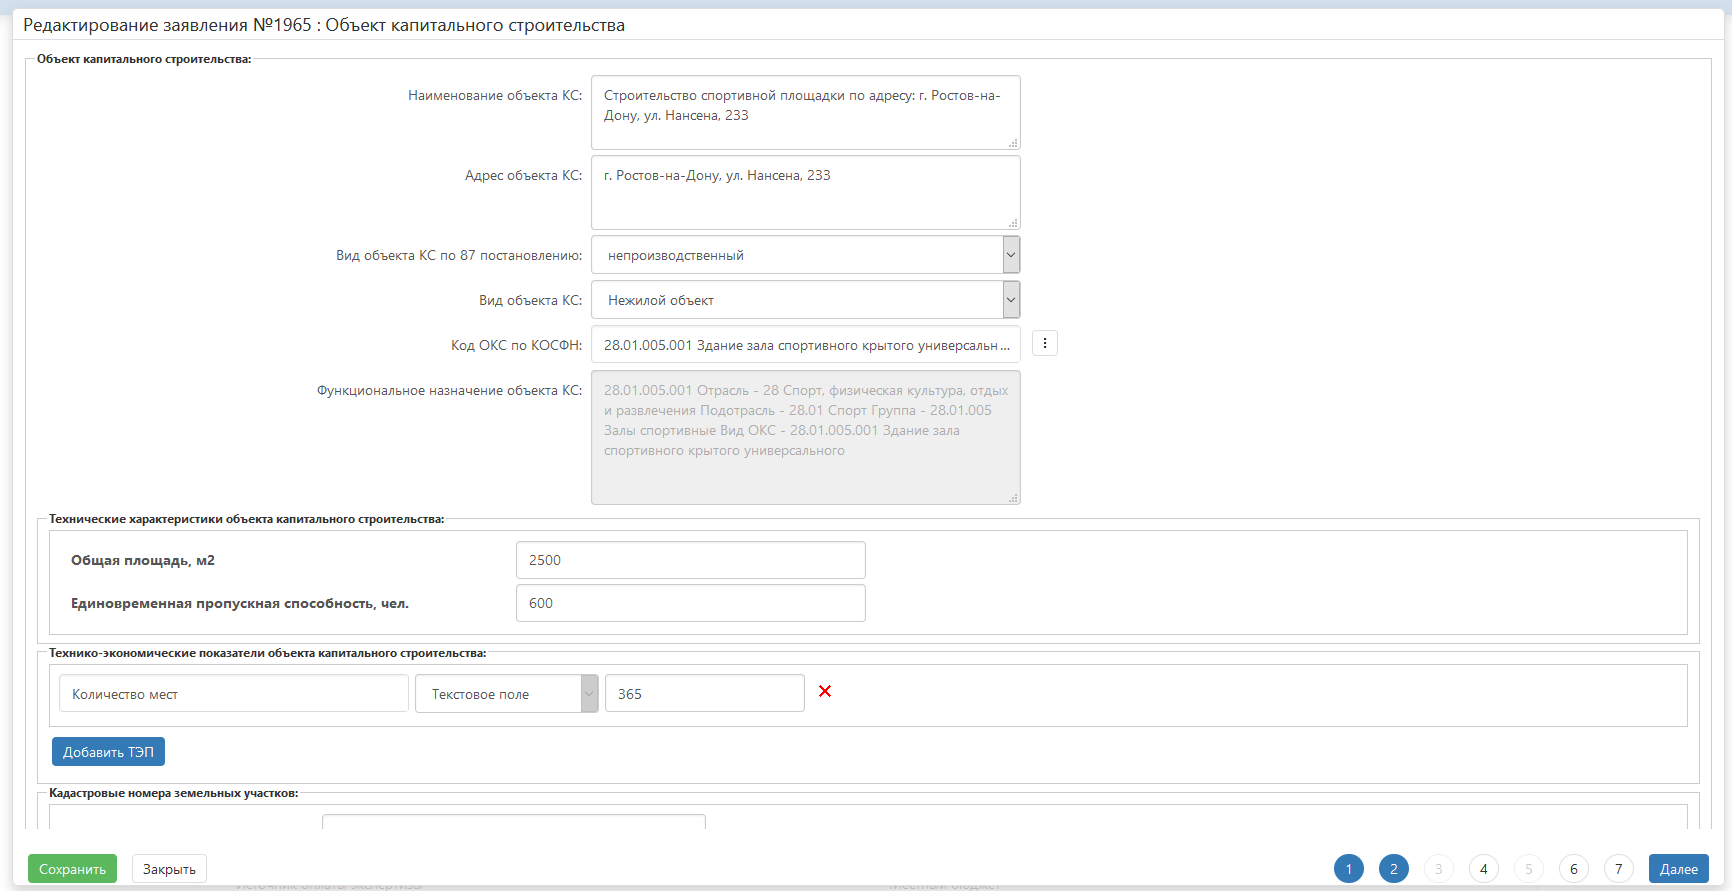 Редактирование заявления №1965 : Объект капитального строительства
Объект капитального строительства:
Наименование объекта КС:
Строительство спортивной площадки по адресу: г. Ростов-на-
Дону, ул. Нансена, 233
Адрес объекта КС:
г. Ростов-на-Дону, ул. Нансена, 233
Вид объекта КС по 87 постановлению:
непроизводственный
Вид объекта КС:
Нежилой объект
Код ОКС по КОСФН:
28.01.005.001 Здание зала спортивного крытого универсальн...
Функциональное назначение объекта КС:
28.01.005.001 Отрасль - 28 Спорт, физическая культура, отдых
и развлечения Подотрасль - 28.01 Спорт Группа - 28.01.005
Залы спортивные Вид ОКС - 28.01.005.001 Здание зала
спортивного крытого универсального
Технические характеристики объекта капитального строительства:
Общая площадь, м2
2500
Единовременная пропускная способность, чел.
600
Технико-экономические показатели объекта капитального строительства:
Количество мест
Текстовое поле
365
Добавить ТЭП
Кадастровые номера земельных участков:
Сохранить
Закрыть
1 2 3 4 5 6 7
Далее
Источник оплаты экспертизы
Местный бюджет